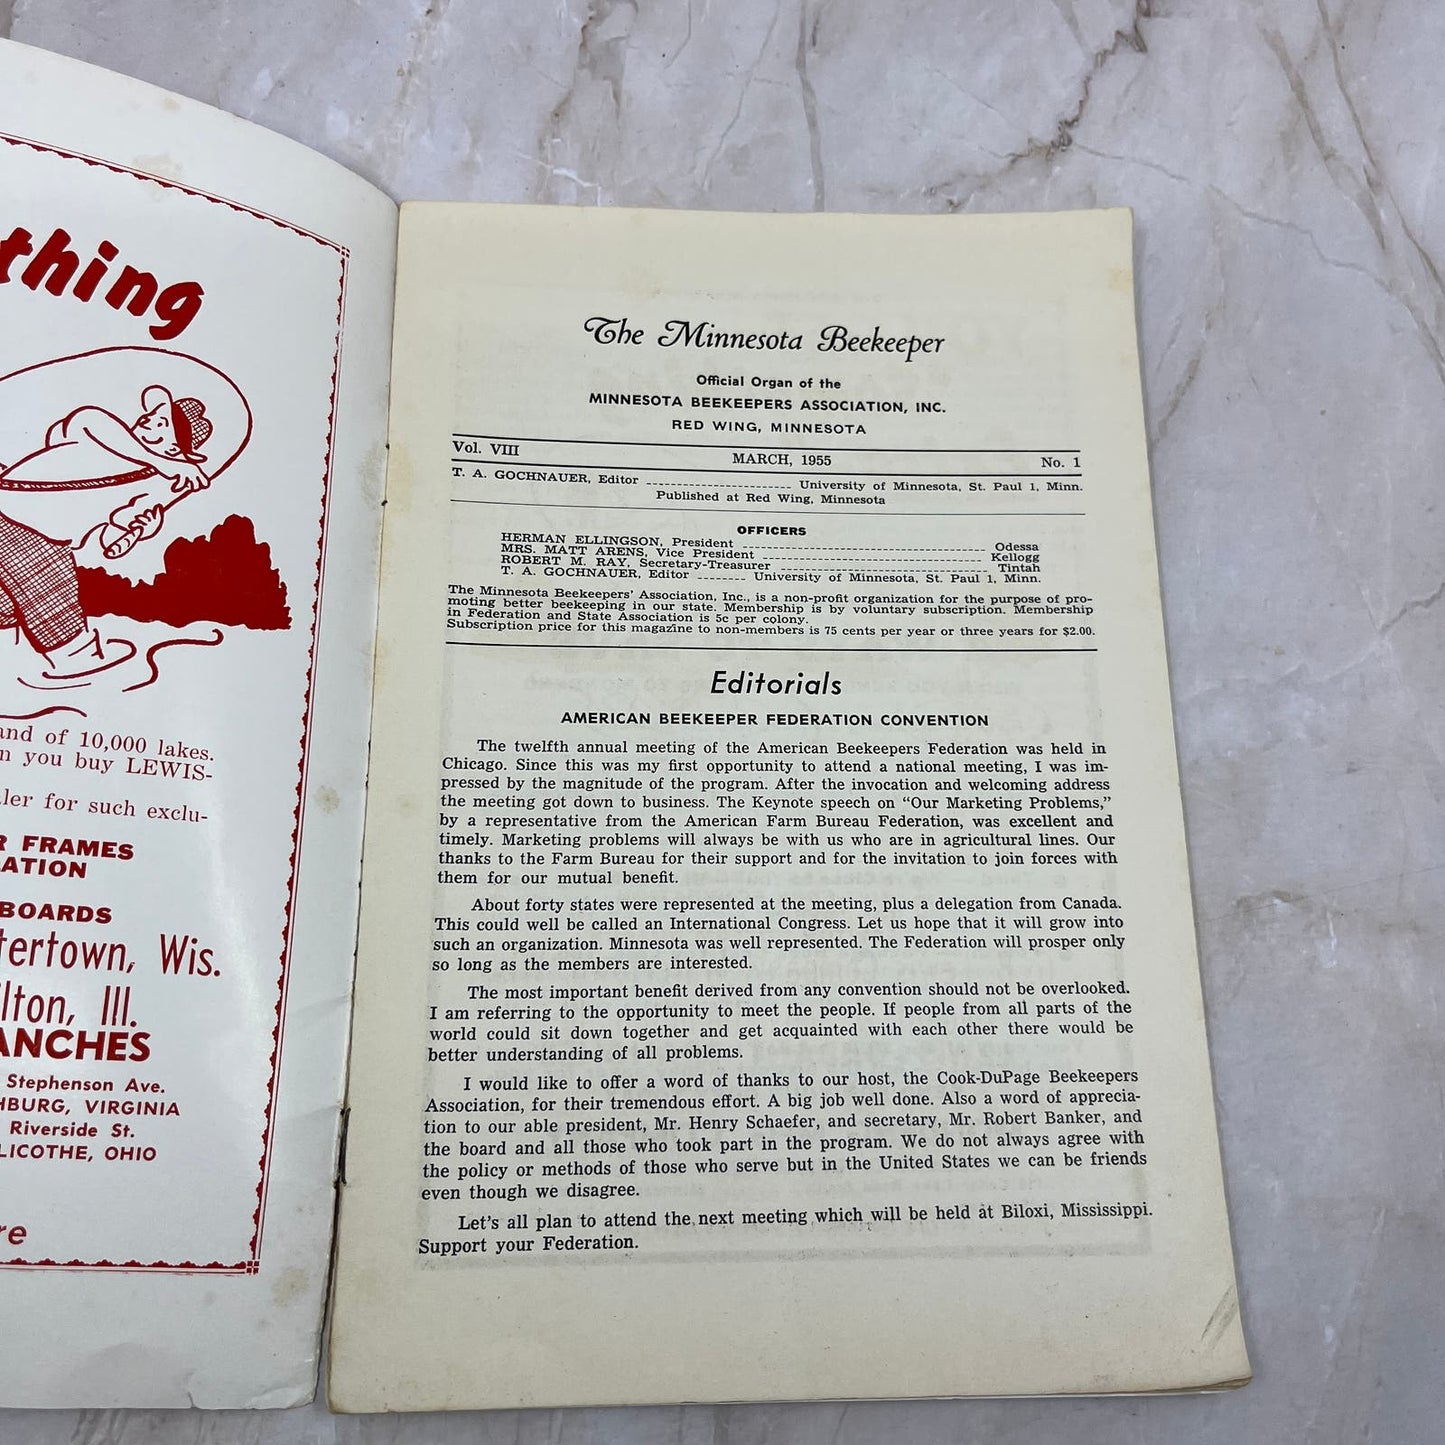 thing
and of 10,000 lakes.
you buy LEWIS-
for such exclu-
FRAMES
BOARDS
Wis.
Ill.
Stephenson Ave.
VIRGINIA
Riverside St.
OHIO
The Minnesota Beekeeper
Official Organ of the
MINNESOTA BEEKEEPERS ASSOCIATION, INC.
RED WING, MINNESOTA
Vol. VIII MARCH, 1955 No. 1
T. A. GOCHNAUER, Editor ---------------------- University of Minnesota, St. Paul 1, Minn.
Published at Red Wing, Minnesota
OFFICERS
HERMAN ELLINGSON, President -------------------------------------- Odessa
MRS. MATT ARENS, Vice President ---------------------------------- Kellogg
ROBERT M. RAY, Secretary-Treasurer -------------------------------- Tintah
T. A. GOCHNAUER, Editor -------- University of Minnesota, St. Paul 1, Minn.
The Minnesota Beekeepers' Association, Inc., is a non-profit organization for the purpose of pro-
moting better beekeeping in our state. Membership is by voluntary subscription. Membership
in Federation and State Association is 5c per colony.
Subscription price for this magazine to non-members is 75 cents per year or three years for $2.00.
Editorials
AMERICAN BEEKEEPER FEDERATION CONVENTION
The twelfth annual meeting of the American Beekeepers Federation was held in
Chicago. Since this was my first opportunity to attend a national meeting, I was im-
pressed by the magnitude of the program. After the invocation and welcoming address
the meeting got down to business. The Keynote speech on "Our Marketing Problems,"
by a representative from the American Farm Bureau Federation, was excellent and
timely. Marketing problems will always be with us who are in agricultural lines. Our
thanks to the Farm Bureau for their support and for the invitation to join forces with
them for our mutual benefit.
About forty states were represented at the meeting, plus a delegation from Canada.
This could well be called an International Congress. Let us hope that it will grow into
such an organization. Minnesota was well represented. The Federation will prosper only
so long as the members are interested.
The most important benefit derived from any convention should not be overlooked.
I am referring to the opportunity to meet the people. If people from all parts of the
world could sit down together and get acquainted with each other there would be
better understanding of all problems.
I would like to offer a word of thanks to our host, the Cook-DuPage Beekeepers
Association, for their tremendous effort. A big job well done. Also a word of apprecia-
tion to our able president, Mr. Henry Schaefer, and secretary, Mr. Robert Banker, and
the board and all those who took part in the program. We do not always agree with
the policy or methods of those who serve but in the United States we can be friends
even though we disagree.
Let's all plan to attend the next meeting which will be held at Biloxi, Mississippi.
Support your Federation.